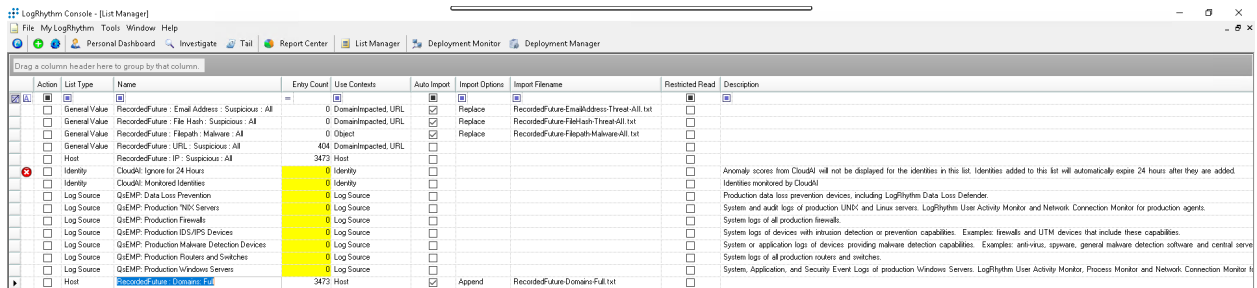 LogRhythm Console - [List Manager]
File My LogRhythm Tools Window Help
Personal Dashboard Investigate Tail Report Center List Manager Deployment Monitor Deployment Manager
Drag a column header here to group by that column.
Action List Type Name Entry Count Use Contexts Auto Import Import Options Import Filename Restricted Read Description
=
General Value RecordedFuture : Email Address : Suspicious : All 0 DomainImpacted, URL Replace RecordedFuture-EmailAddress-Threat-All.txt
General Value RecordedFuture : File Hash : Suspicious : All 0 DomainImpacted, URL Replace RecordedFuture-FileHash-Threat-All.txt
General Value RecordedFuture : Filepath : Malware : All 0 Object Replace RecordedFuture-Filepath-Malware-All.txt
General Value RecordedFuture : URL : Suspicious : All 404 DomainImpacted, URL
Host RecordedFuture : IP : Suspicious : All 3473 Host
Identity CloudAI: Ignore for 24 Hours 0 Identity Anomaly scores from CloudAI will not be displayed for the identities in this list. Identities added to this list will automatically expire 24 hours after they are added.
Identity CloudAI: Monitored Identities 0 Identity Identities monitored by CloudAI
Log Source QsEMP: Data Loss Prevention 0 Log Source Production data loss prevention devices, including LogRhythm Data Loss Defender.
Log Source QsEMP: Production *NIX Servers 0 Log Source System and audit logs of production UNIX and Linux servers. LogRhythm User Activity Monitor and Network Connection Monitor for production agents.
Log Source QsEMP: Production Firewalls 0 Log Source System logs of all production firewalls.
Log Source QsEMP: Production IDS/IPS Devices 0 Log Source System logs of devices with intrusion detection or prevention capabilities. Examples: firewalls and UTM devices that include these capabilities.
Log Source QsEMP: Production Malware Detection Devices 0 Log Source System or application logs of devices providing malware detection capabilities. Examples: anti-virus, spyware, general malware detection software and central serve
Log Source QsEMP: Production Routers and Switches 0 Log Source System logs of all production routers and switches.
Log Source QsEMP: Production Windows Servers 0 Log Source System, Application, and Security Event Logs of production Windows Servers. LogRhythm User Activity Monitor, Process Monitor and Network Connection Monitor f
Host RecordedFuture : Domains: Full 3473 Host Append RecordedFuture-Domains-Full.txt